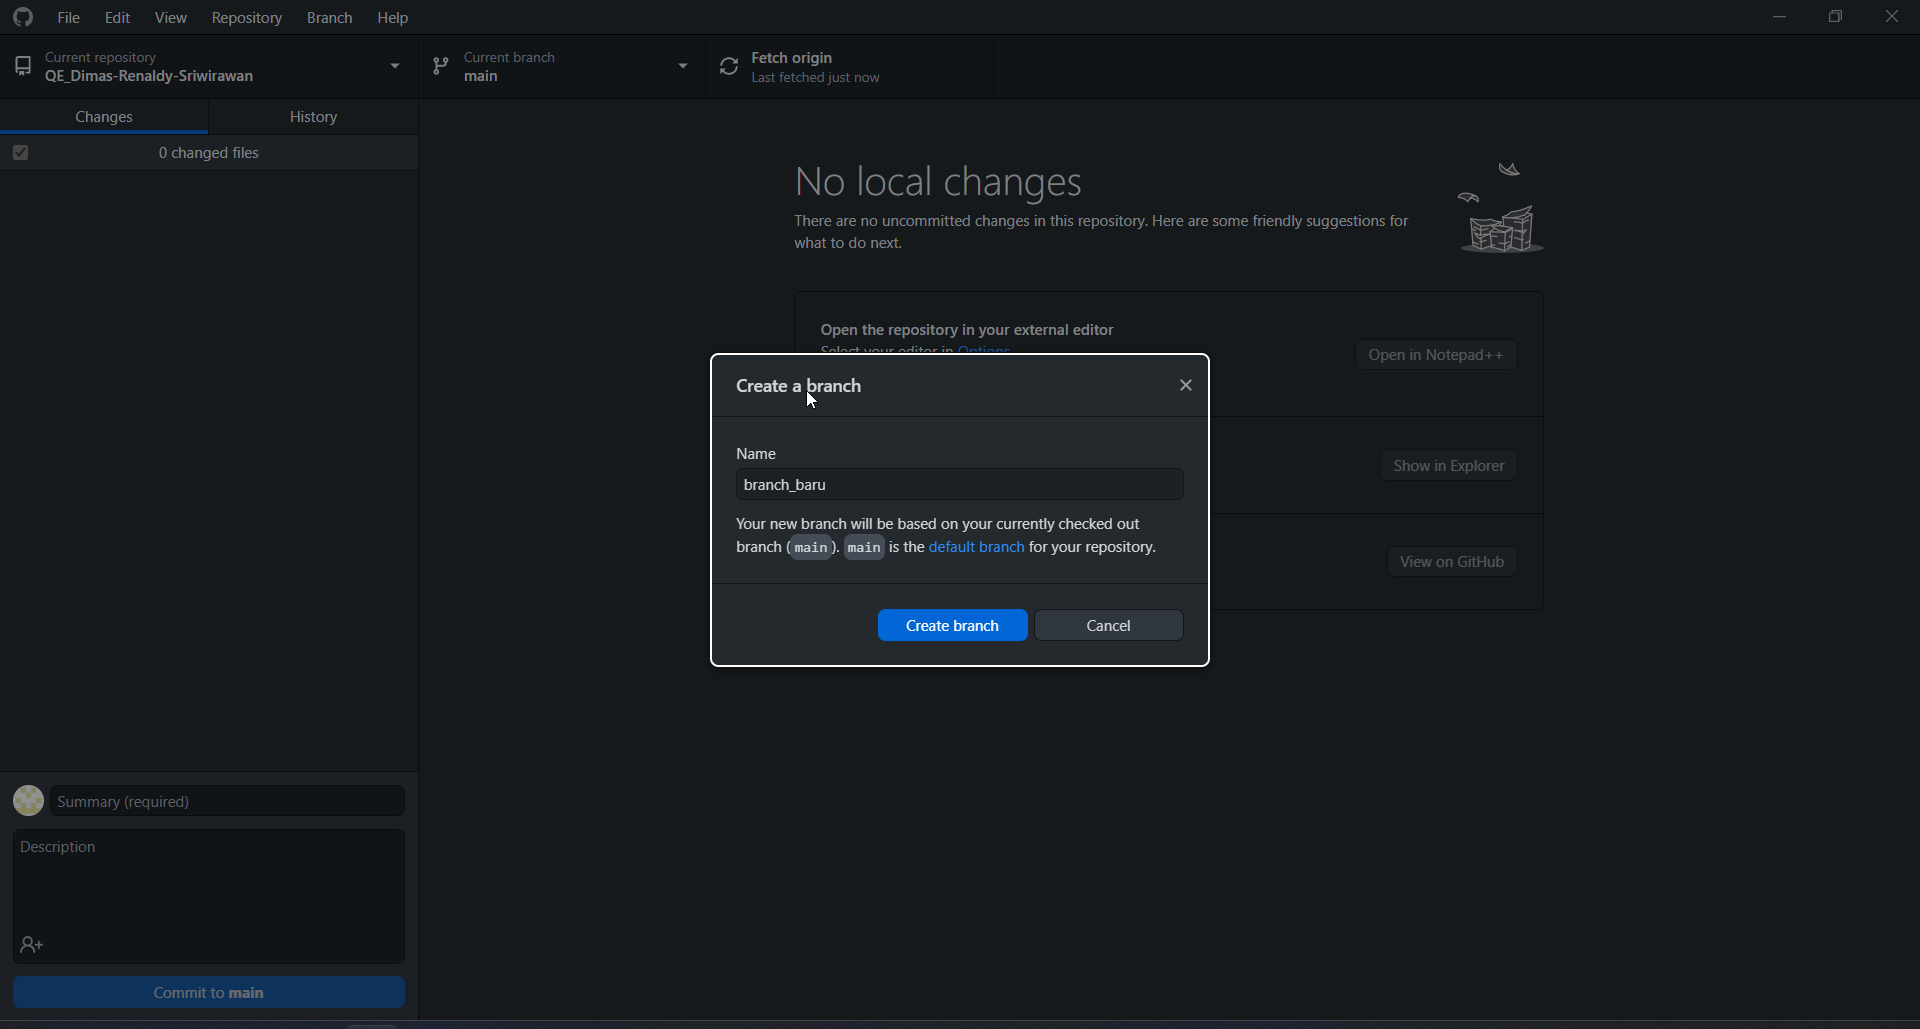 File Edit View Repository Branch Help
Current repository
QE_Dimas-Renaldy-Sriwirawan
Current branch
main
Fetch origin
Last fetched just now
Changes History
0 changed files
No local changes
There are no uncommitted changes in this repository. Here are some friendly suggestions for
what to do next.
Open the repository in your external editor
Select your editor in Options
Open in Notepad++
Create a branch
Name
branch_baru
Your new branch will be based on your currently checked out
branch (main). main is the default branch for your repository.
Create branch Cancel
Show in Explorer
View on GitHub
Summary (required)
Description
Commit to main